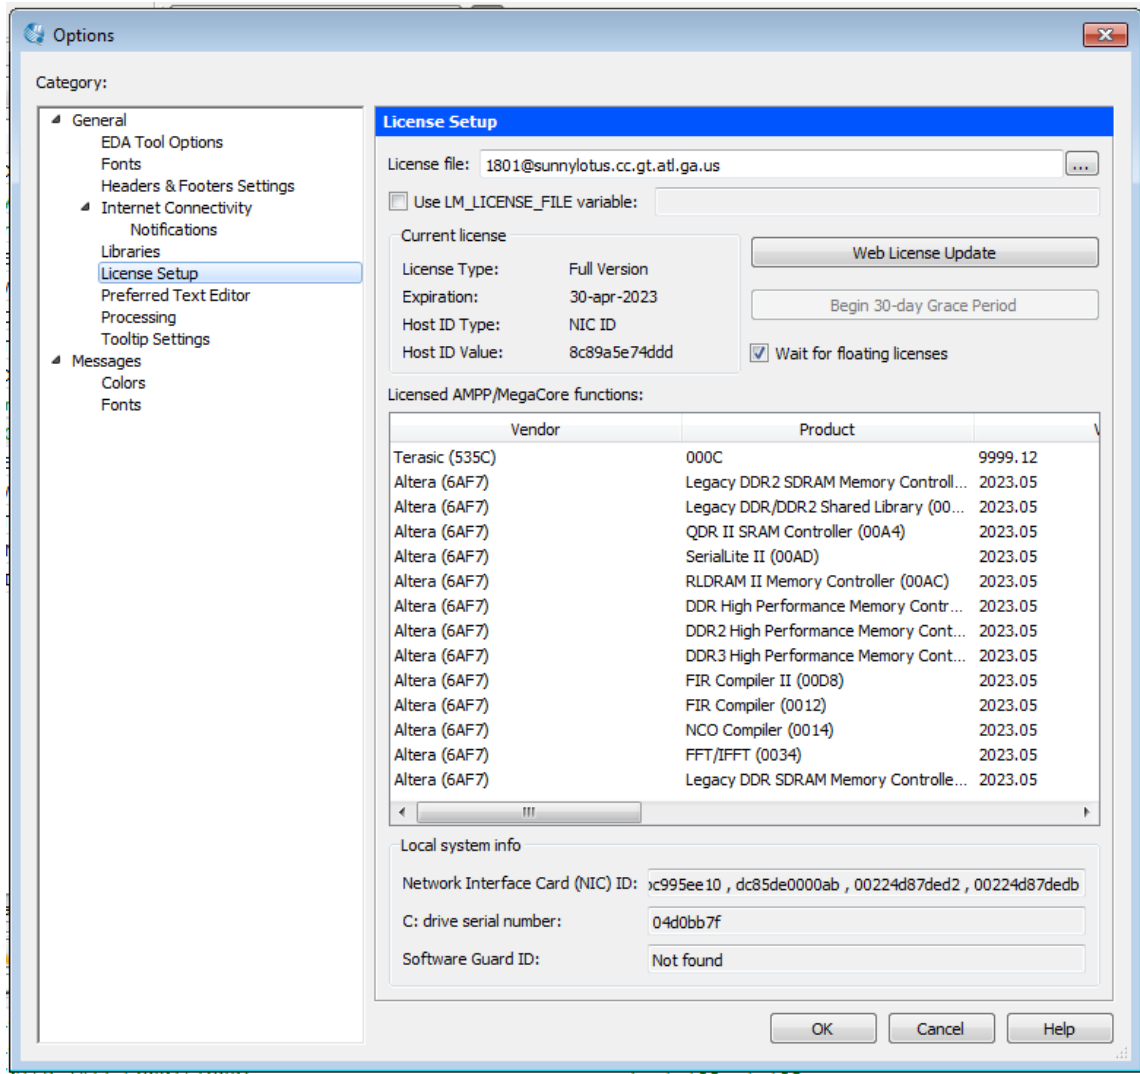 Options
Category:
General
EDA Tool Options
Fonts
Headers & Footers Settings
Internet Connectivity
Notifications
Libraries
License Setup
Preferred Text Editor
Processing
Tooltip Settings
Messages
Colors
Fonts
License Setup
License file: 1801@sunnylotus.cc.gt.atl.ga.us ...
Use LM_LICENSE_FILE variable:
Current license
License Type: Full Version
Expiration: 30-apr-2023
Host ID Type: NIC ID
Host ID Value: 8c89a5e74ddd
Web License Update
Begin 30-day Grace Period
Wait for floating licenses
Licensed AMPP/MegaCore functions:
Vendor Product
Terasic (535C) 000C 9999.12
Altera (6AF7) Legacy DDR2 SDRAM Memory Controll... 2023.05
Altera (6AF7) Legacy DDR/DDR2 Shared Library (00... 2023.05
Altera (6AF7) QDR II SRAM Controller (00A4) 2023.05
Altera (6AF7) SerialLite II (00AD) 2023.05
Altera (6AF7) RLDRAM II Memory Controller (00AC) 2023.05
Altera (6AF7) DDR High Performance Memory Contr... 2023.05
Altera (6AF7) DDR2 High Performance Memory Cont... 2023.05
Altera (6AF7) DDR3 High Performance Memory Cont... 2023.05
Altera (6AF7) FIR Compiler II (00D8) 2023.05
Altera (6AF7) FIR Compiler (0012) 2023.05
Altera (6AF7) NCO Compiler (0014) 2023.05
Altera (6AF7) FFT/IFFT (0034) 2023.05
Altera (6AF7) Legacy DDR SDRAM Memory Controlle... 2023.05
Local system info
Network Interface Card (NIC) ID: c995ee10 , dc85de0000ab , 00224d87ded2 , 00224d87dedb
C: drive serial number: 04d0bb7f
Software Guard ID: Not found
OK Cancel Help